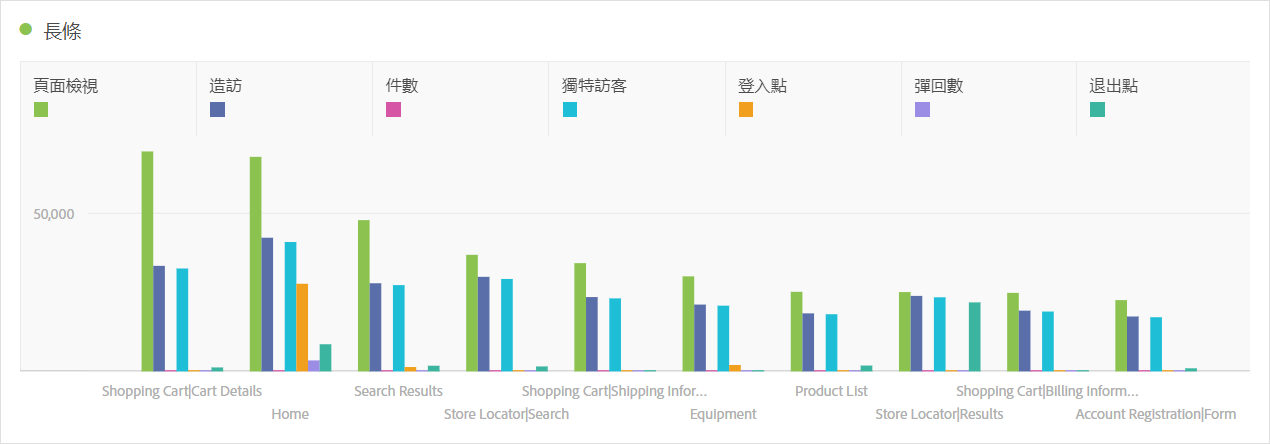 長條
頁面檢視
造訪
件數
獨特訪客
登入點
彈回數
退出點
50,000
Shopping Cart|Cart Details
Search Results
Shopping Cart|Shipping Infor...
Product List
Shopping Cart|Billing Inform...
Home
Store Locator|Search
Equipment
Store Locator|Results
Account Registration|Form